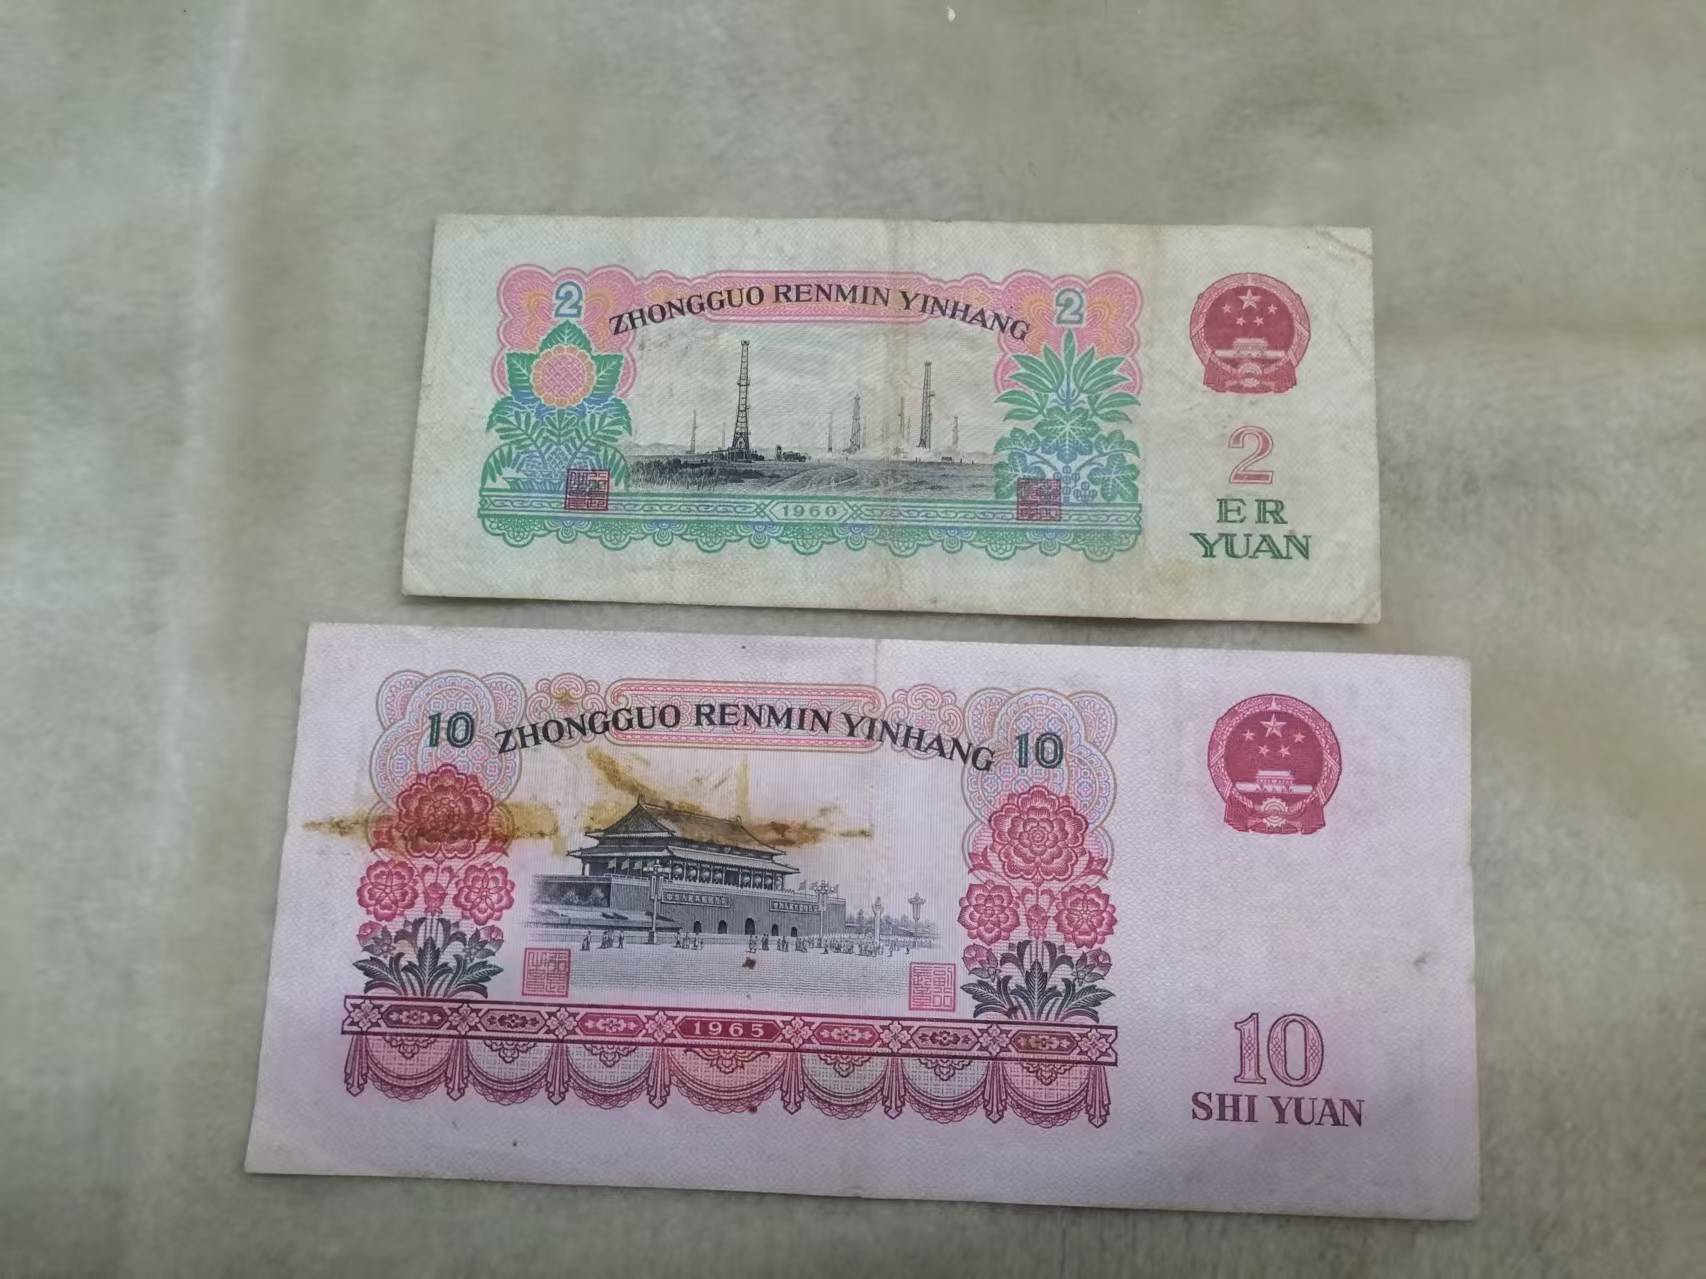 2
ZHONGGUO RENMIN YINHANG
2
1960
2
ER
YUAN
10
ZHONGGUO RENMIN YINHANG
10
1965
10
SHI YUAN